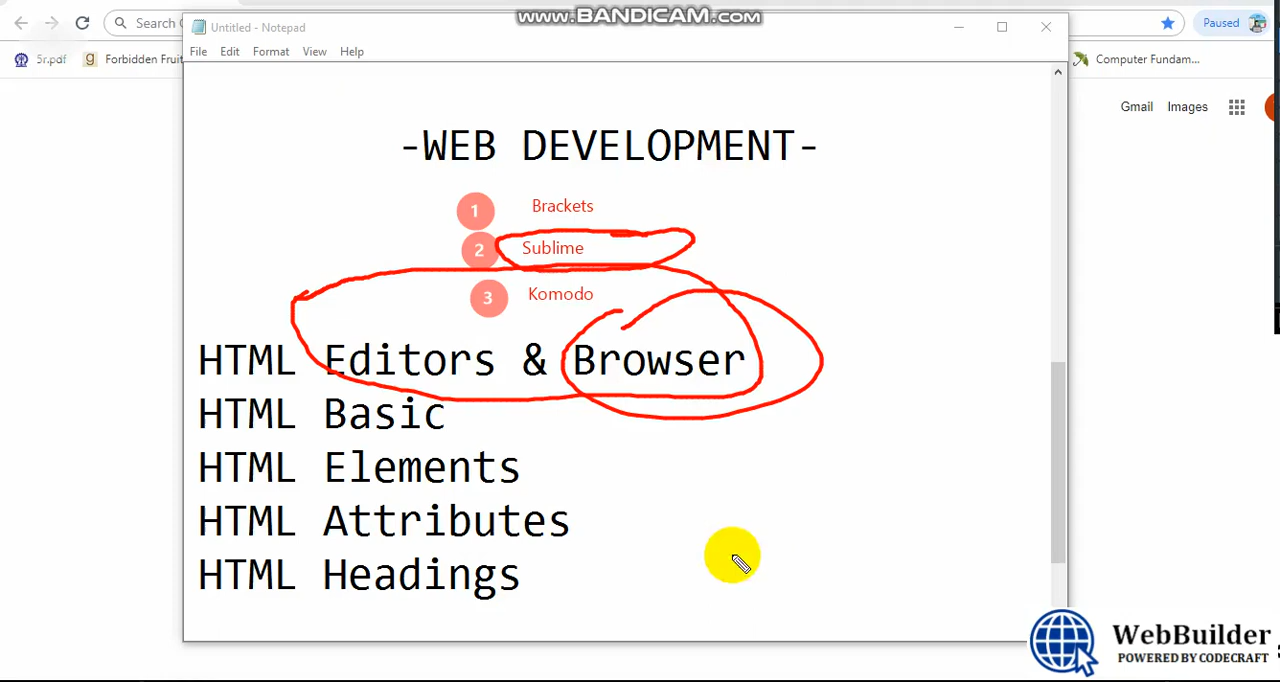 www.BANDICAM.com
Untitled - Notepad
Search
Paused
File Edit Format View Help
5r.pdf
Forbidden Fruit
Computer Fundam...
Gmail Images
-WEB DEVELOPMENT-
1 Brackets
2 Sublime
3 Komodo
HTML Editors & Browser
HTML Basic
HTML Elements
HTML Attributes
HTML Headings
WebBuilder
POWERED BY CODECRAFT